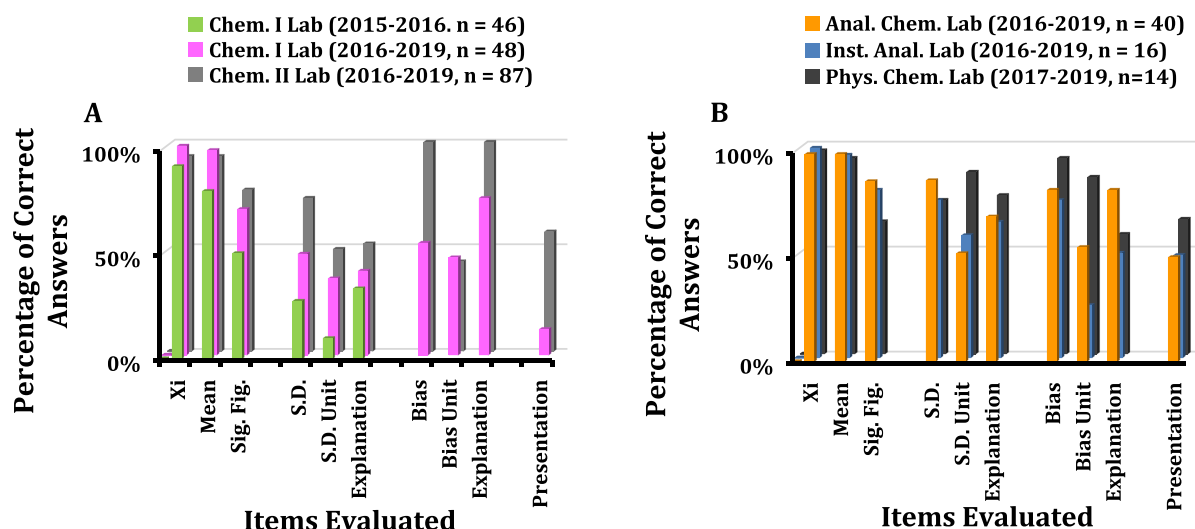 Chem. I Lab (2015-2016. n = 46)
Chem. I Lab (2016-2019, n = 48)
Chem. II Lab (2016-2019, n = 87)
A
Percentage of Correct
Answers
100%
50%
0%
Xi
Mean
Sig. Fig.
S.D.
S.D. Unit
Explanation
Bias
Bias Unit
Explanation
Presentation
Items Evaluated
Anal. Chem. Lab (2016-2019, n = 40)
Inst. Anal. Lab (2016-2019, n = 16)
Phys. Chem. Lab (2017-2019, n=14)
B
Percentage of Correct
Answers
100%
50%
0%
Xi
Mean
Sig. Fig.
S.D.
S.D. Unit
Explanation
Bias
Bias Unit
Explanation
Presentation
Items Evaluated